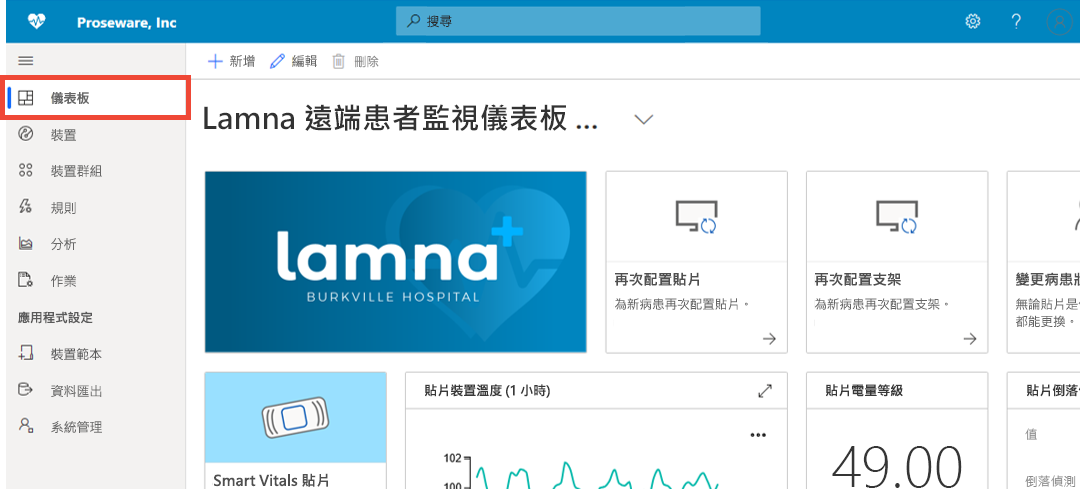 Proseware, Inc
搜尋
?
新增
編輯
刪除
儀表板
裝置
裝置群組
規則
分析
作業
應用程式設定
裝置範本
資料匯出
系統管理
Lamna 遠端患者監視儀表板 ...
lamna
BURKVILLE HOSPITAL
再次配置貼片
為新病患再次配置貼片。
再次配置支架
為新病患再次配置支架。
變更病患
無論貼片是
都能更換。
Smart Vitals 貼片
貼片裝置溫度 (1 小時)
102
100
貼片電量等級
49.00
貼片倒落
值
倒落偵測